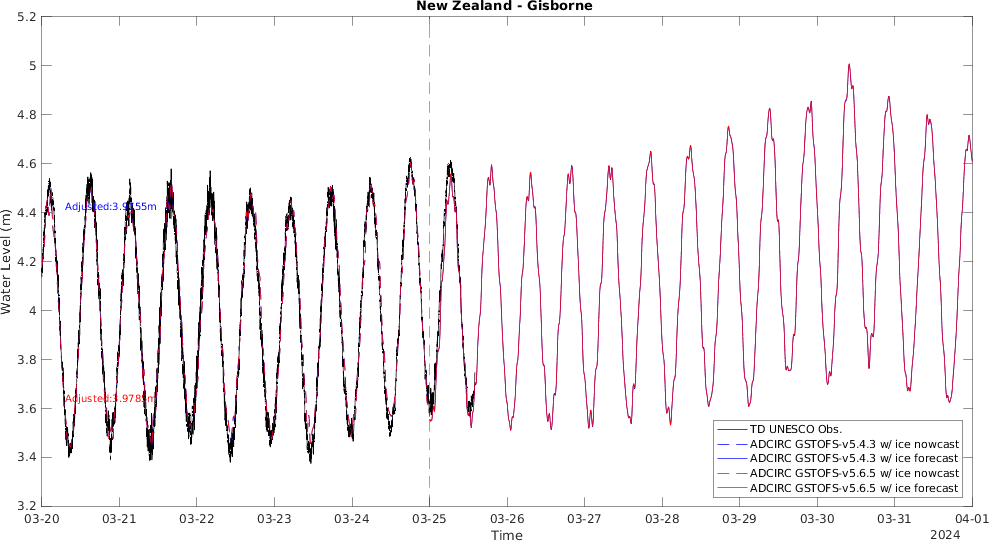 New Zealand - Gisborne
5.2
5
4.8
4.6
4.4
4.2
4
3.8
3.6
3.4
3.2
Water Level (m)
Adjusted:3.9785m
TD UNESCO Obs.
ADCIRC GSTOFS-v5.4.3 w/ ice nowcast
ADCIRC GSTOFS-v5.4.3 w/ ice forecast
ADCIRC GSTOFS-v5.6.5 w/ ice nowcast
ADCIRC GSTOFS-v5.6.5 w/ ice forecast
03-20 03-21 03-22 03-23 03-24 03-25 03-26 03-27 03-28 03-29 03-30 03-31 04-01
Time
2024